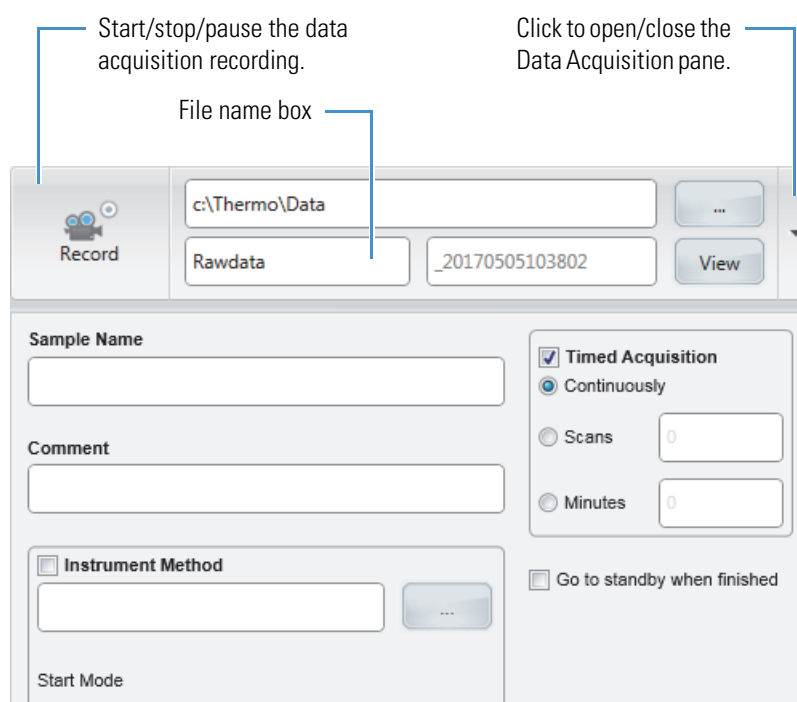 Start/stop/pause the data
acquisition recording.
Click to open/close the
Data Acquisition pane.
File name box
Record
c:\Thermo\Data
...
Rawdata
_20170505103802
View
Sample Name
Timed Acquisition
Continuously
Scans
0
Comment
Minutes
0
Instrument Method
...
Go to standby when finished
Start Mode